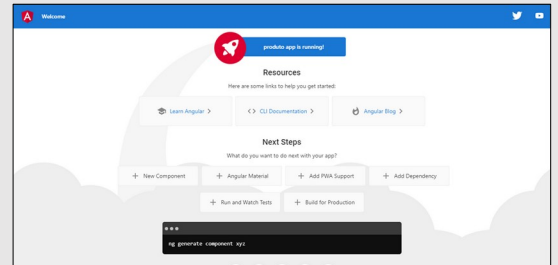 A Welcome
produto app is running!
Resources
Here are some links to help you get started:
Learn Angular >
<> CLI Documentation >
Angular Blog >
Next Steps
What do you want to do next with your app?
+ New Component
+ Angular Material
+ Add PWA Support
+ Add Dependency
+ Run and Watch Tests
+ Build for Production
ng generate component xyz